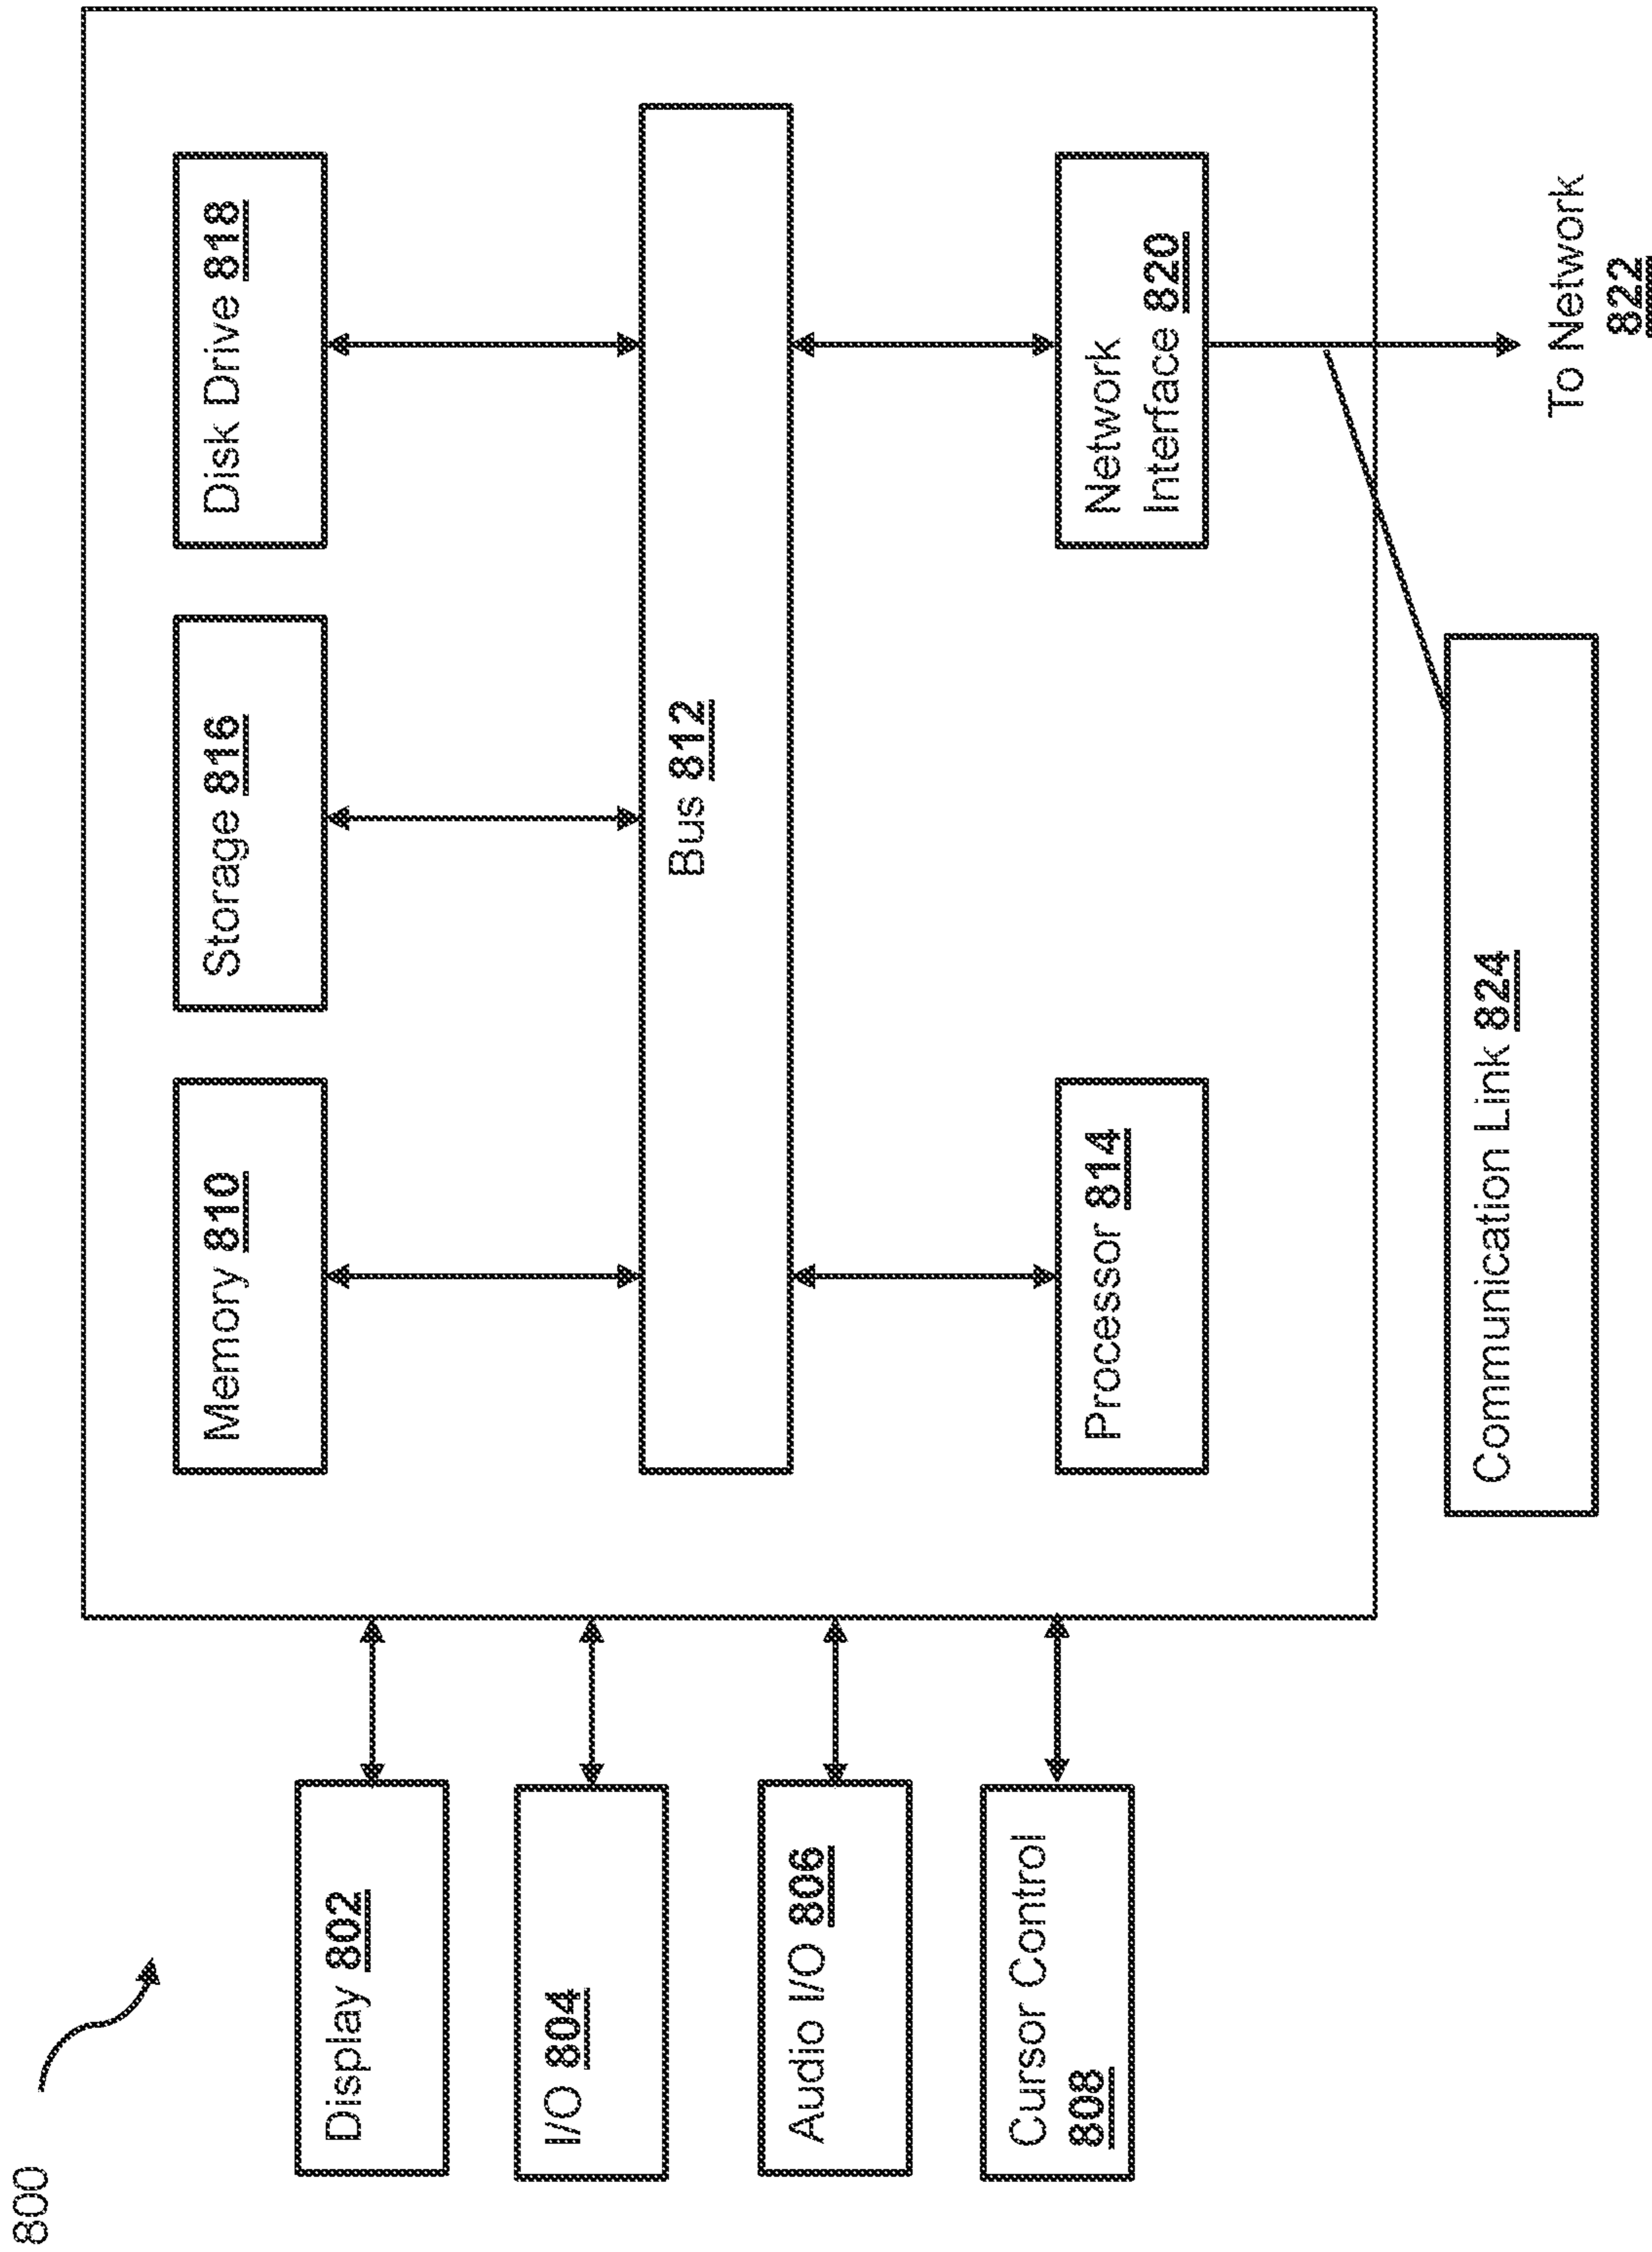 800
Display 802
I/O 804
Audio I/O 806
Cursor Control
808
Memory 810
Storage 816
Disk Drive 818
Bus 812
Processor 814
Network
Interface 820
Communication Link 824
To Network
822